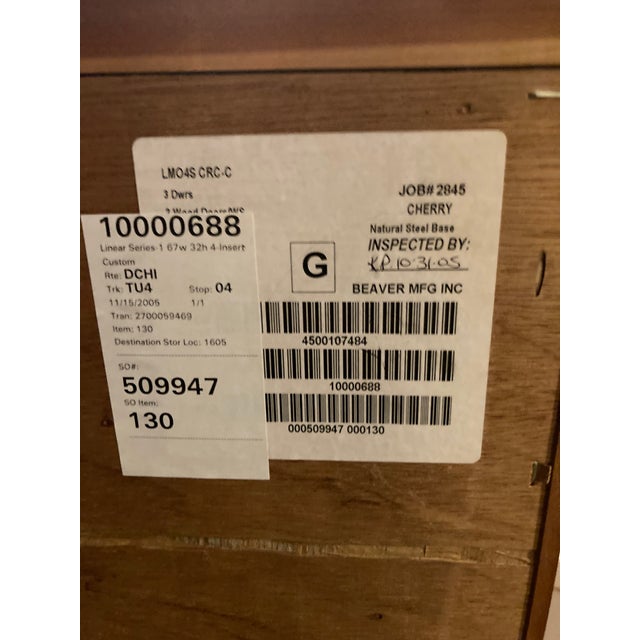 LMO4S CRC-C
3 Dwrs
JOB# 2845
CHERRY
Natural Steel Base
INSPECTED BY:
10-31-05
G
BEAVER MFG INC
4500107484
10000688
000509947 000130
10000688
Linear Series-1 67w 32h 4-Insert
Custom
Rte: DCHI
Trk: TU4 Stop: 04
11/15/2005 1/1
Tran: 2700059469
Item: 130
Destination Stor Loc: 1605
SO#:
509947
SO Item:
130